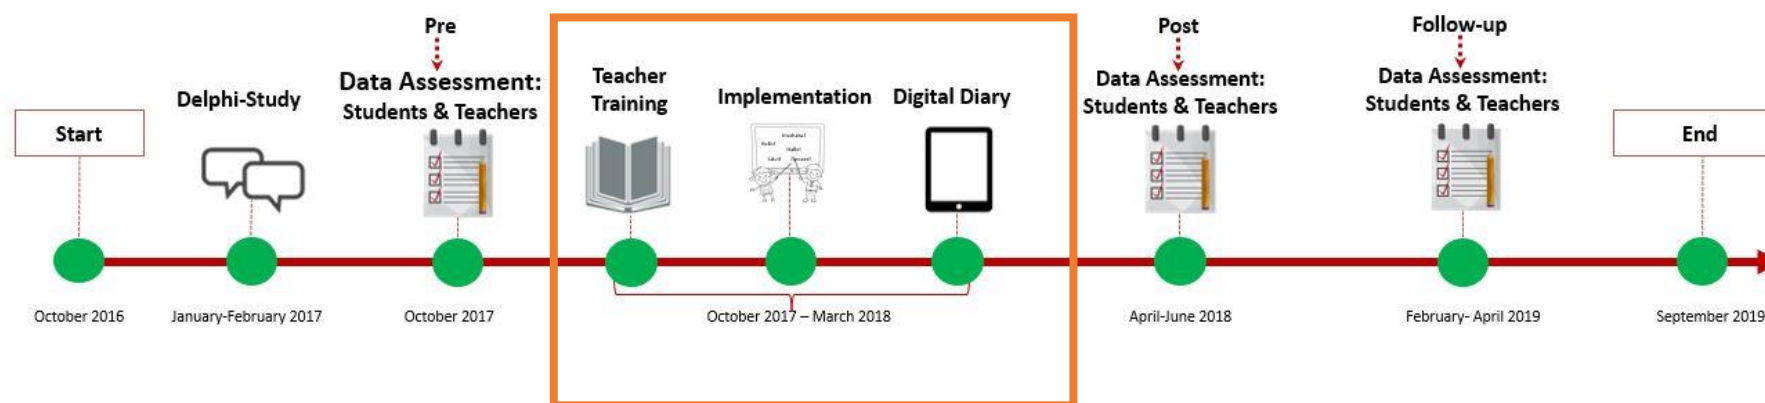 Start
October 2016
Delphi-Study
January-February 2017
Pre
Data Assessment:
Students & Teachers
October 2017
Teacher
Training
Implementation
Digital Diary
October 2017 – March 2018
Post
Data Assessment:
Students & Teachers
April-June 2018
Follow-up
Data Assessment:
Students & Teachers
February- April 2019
End
September 2019